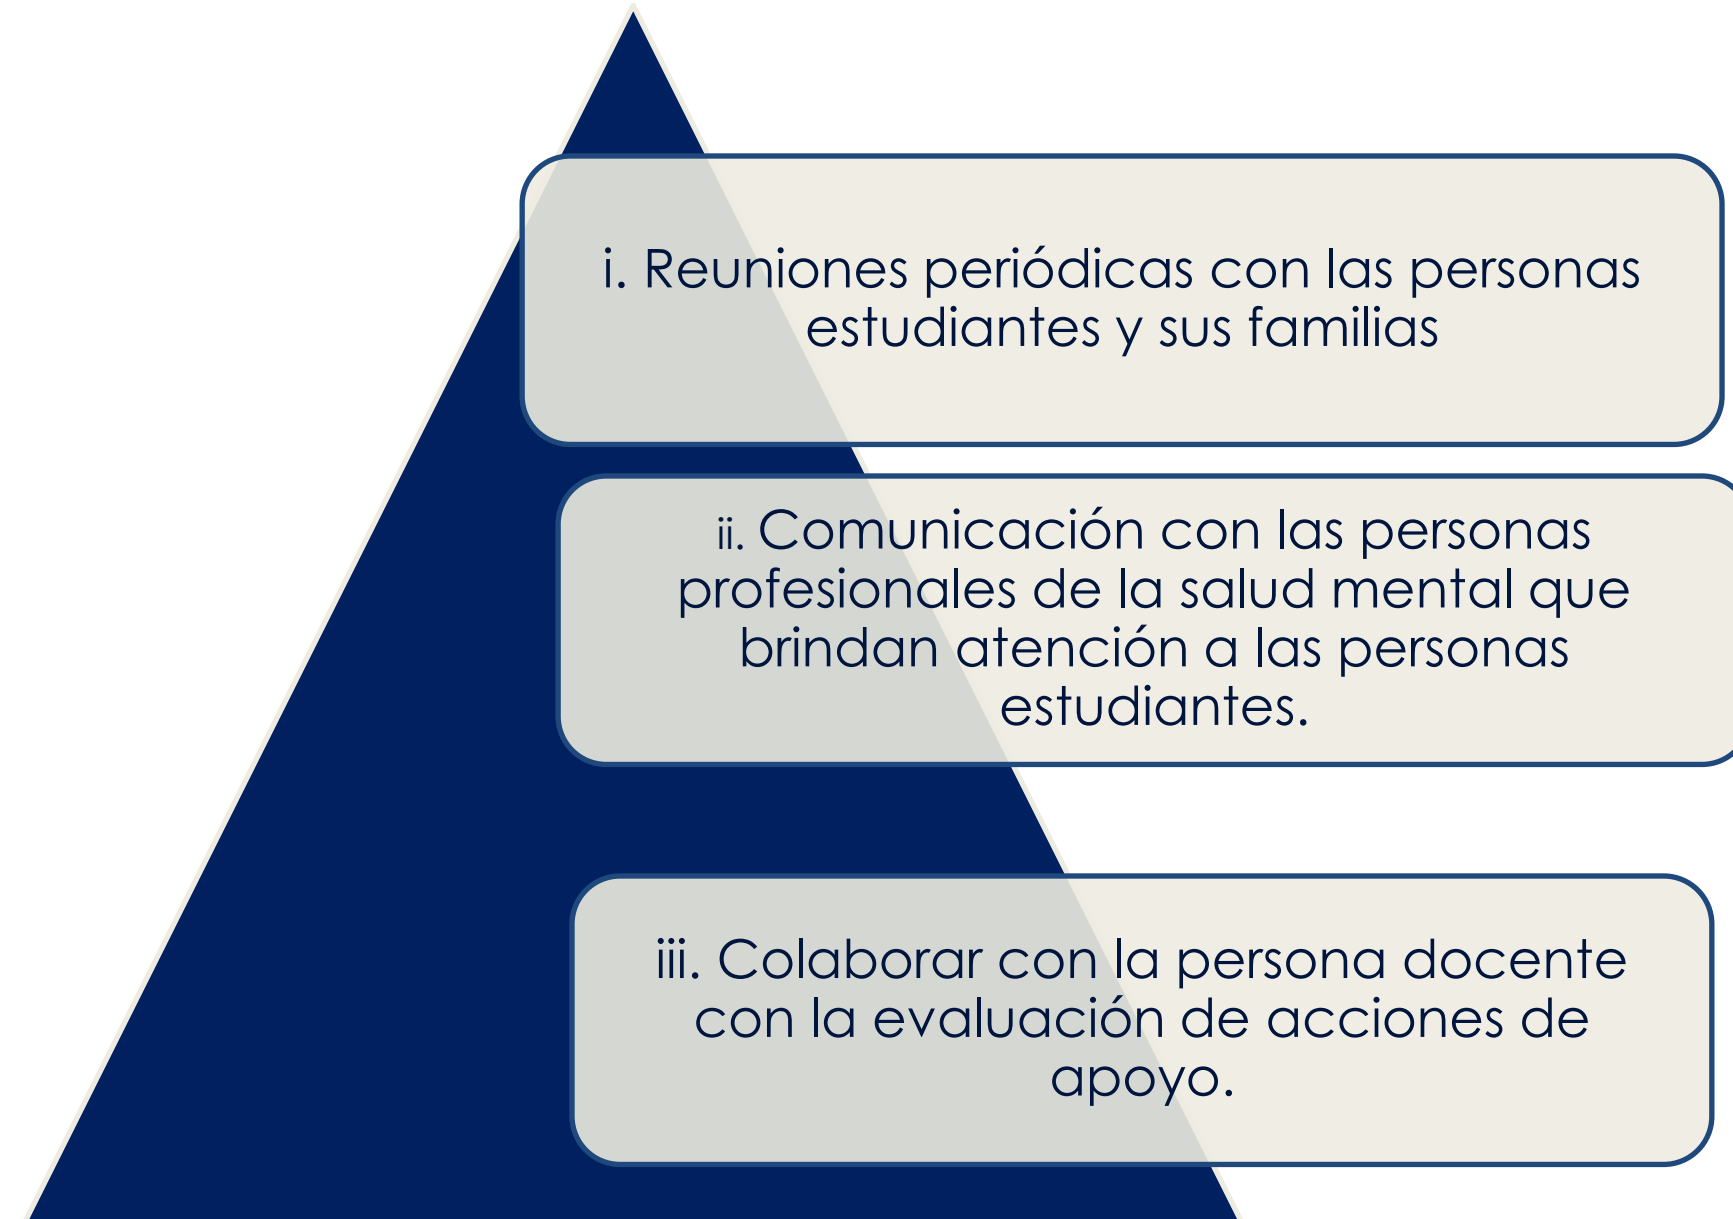 i. Reuniones periódicas con las personas
estudiantes y sus familias
ii. Comunicación con las personas
profesionales de la salud mental que
brindan atención a las personas
estudiantes.
iii. Colaborar con la persona docente
con la evaluación de acciones de
apoyo.